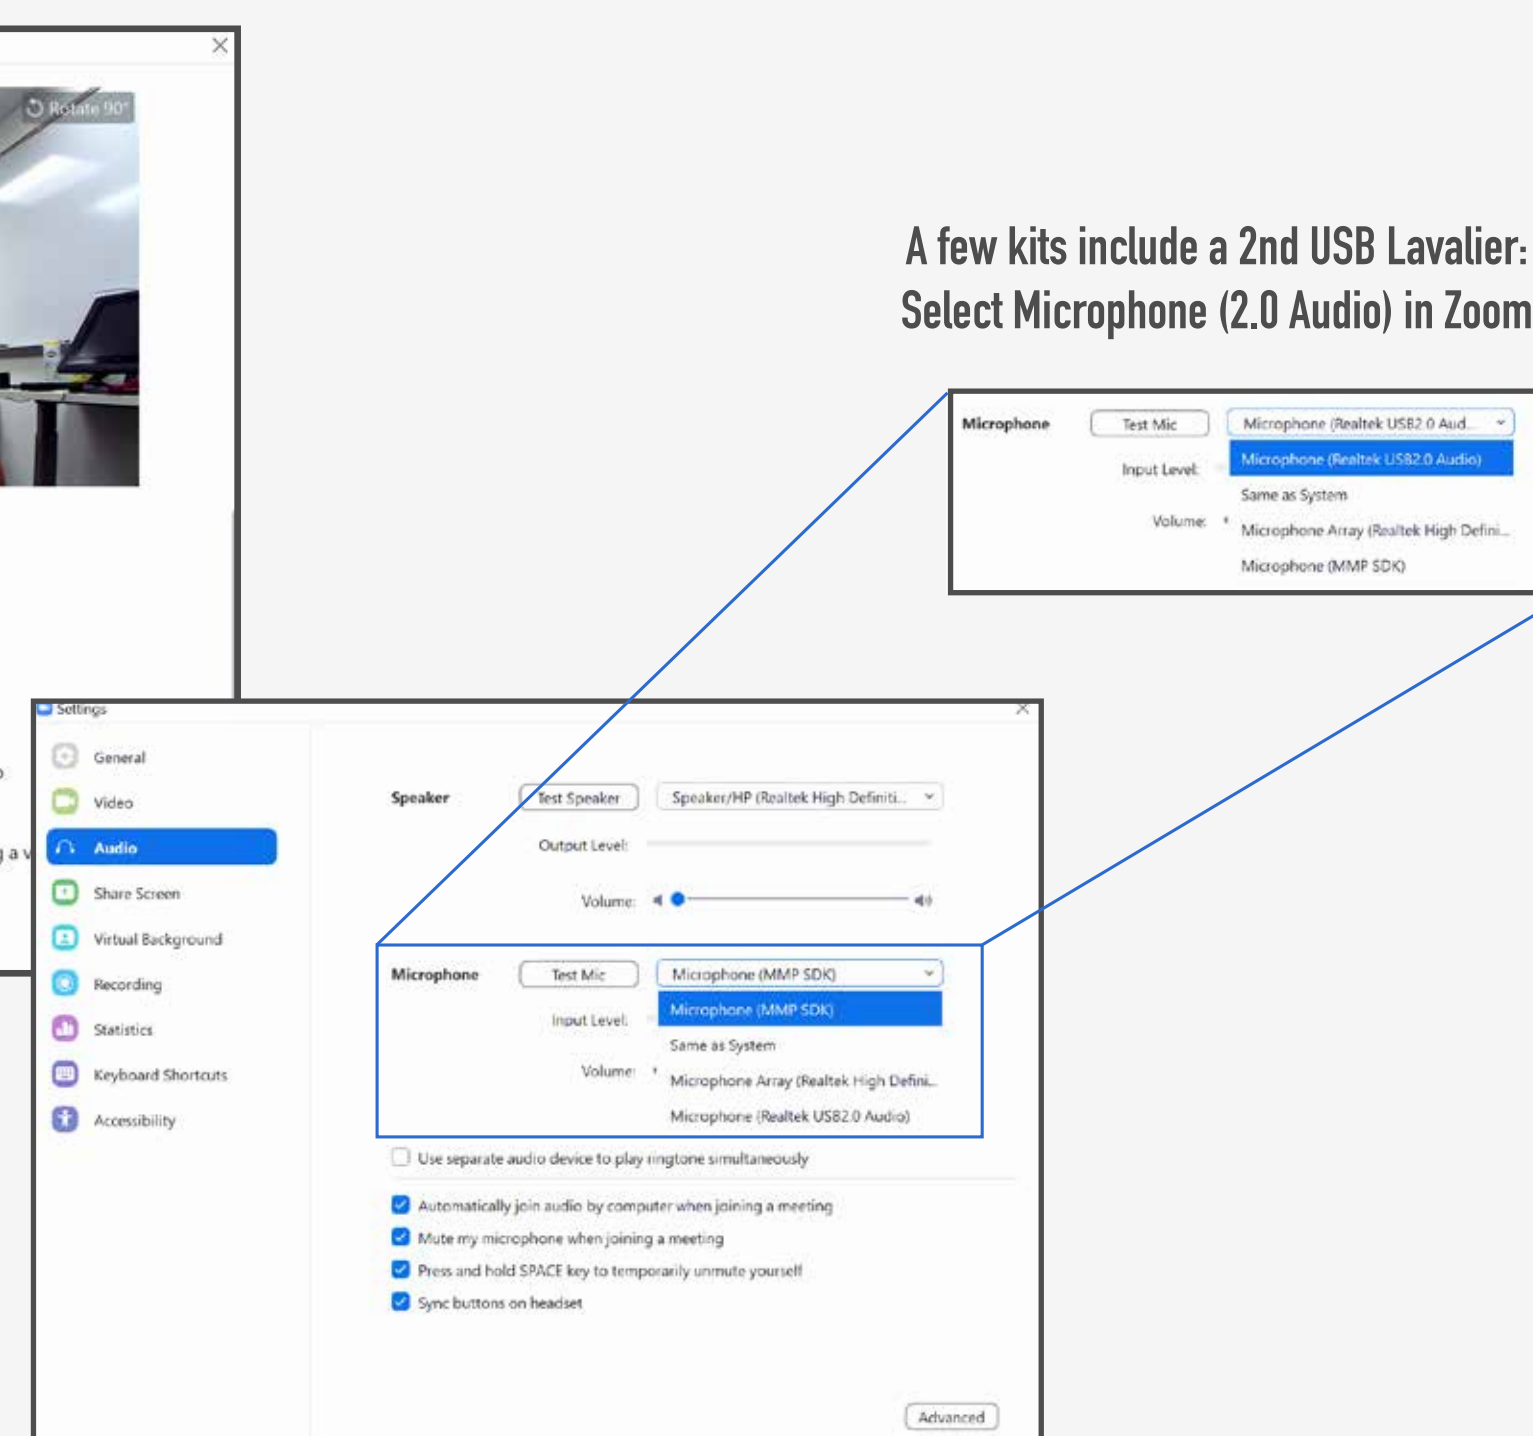 Rotate 90°
A few kits include a 2nd USB Lavalier:
Select Microphone (2.0 Audio) in Zoom
Microphone Test Mic Microphone (Realtek USB2.0 Aud...
Microphone (Realtek USB2.0 Audio)
Input Level:
Same as System
Volume:
Microphone Array (Realtek High Defini...
Microphone (MMP SDK)
Settings
General
Video
g a v
Audio
Share Screen
Virtual Background
Recording
Statistics
Keyboard Shortcuts
Accessibility
Speaker Test Speaker Speaker/HP (Realtek High Definiti...
Output Level:
Volume:
Microphone Test Mic Microphone (MMP SDK)
Microphone (MMP SDK)
Input Level:
Same as System
Volume:
Microphone Array (Realtek High Defini...
Microphone (Realtek USB2.0 Audio)
Use separate audio device to play ringtone simultaneously
Automatically join audio by computer when joining a meeting
Mute my microphone when joining a meeting
Press and hold SPACE key to temporarily unmute yourself
Sync buttons on headset
Advanced